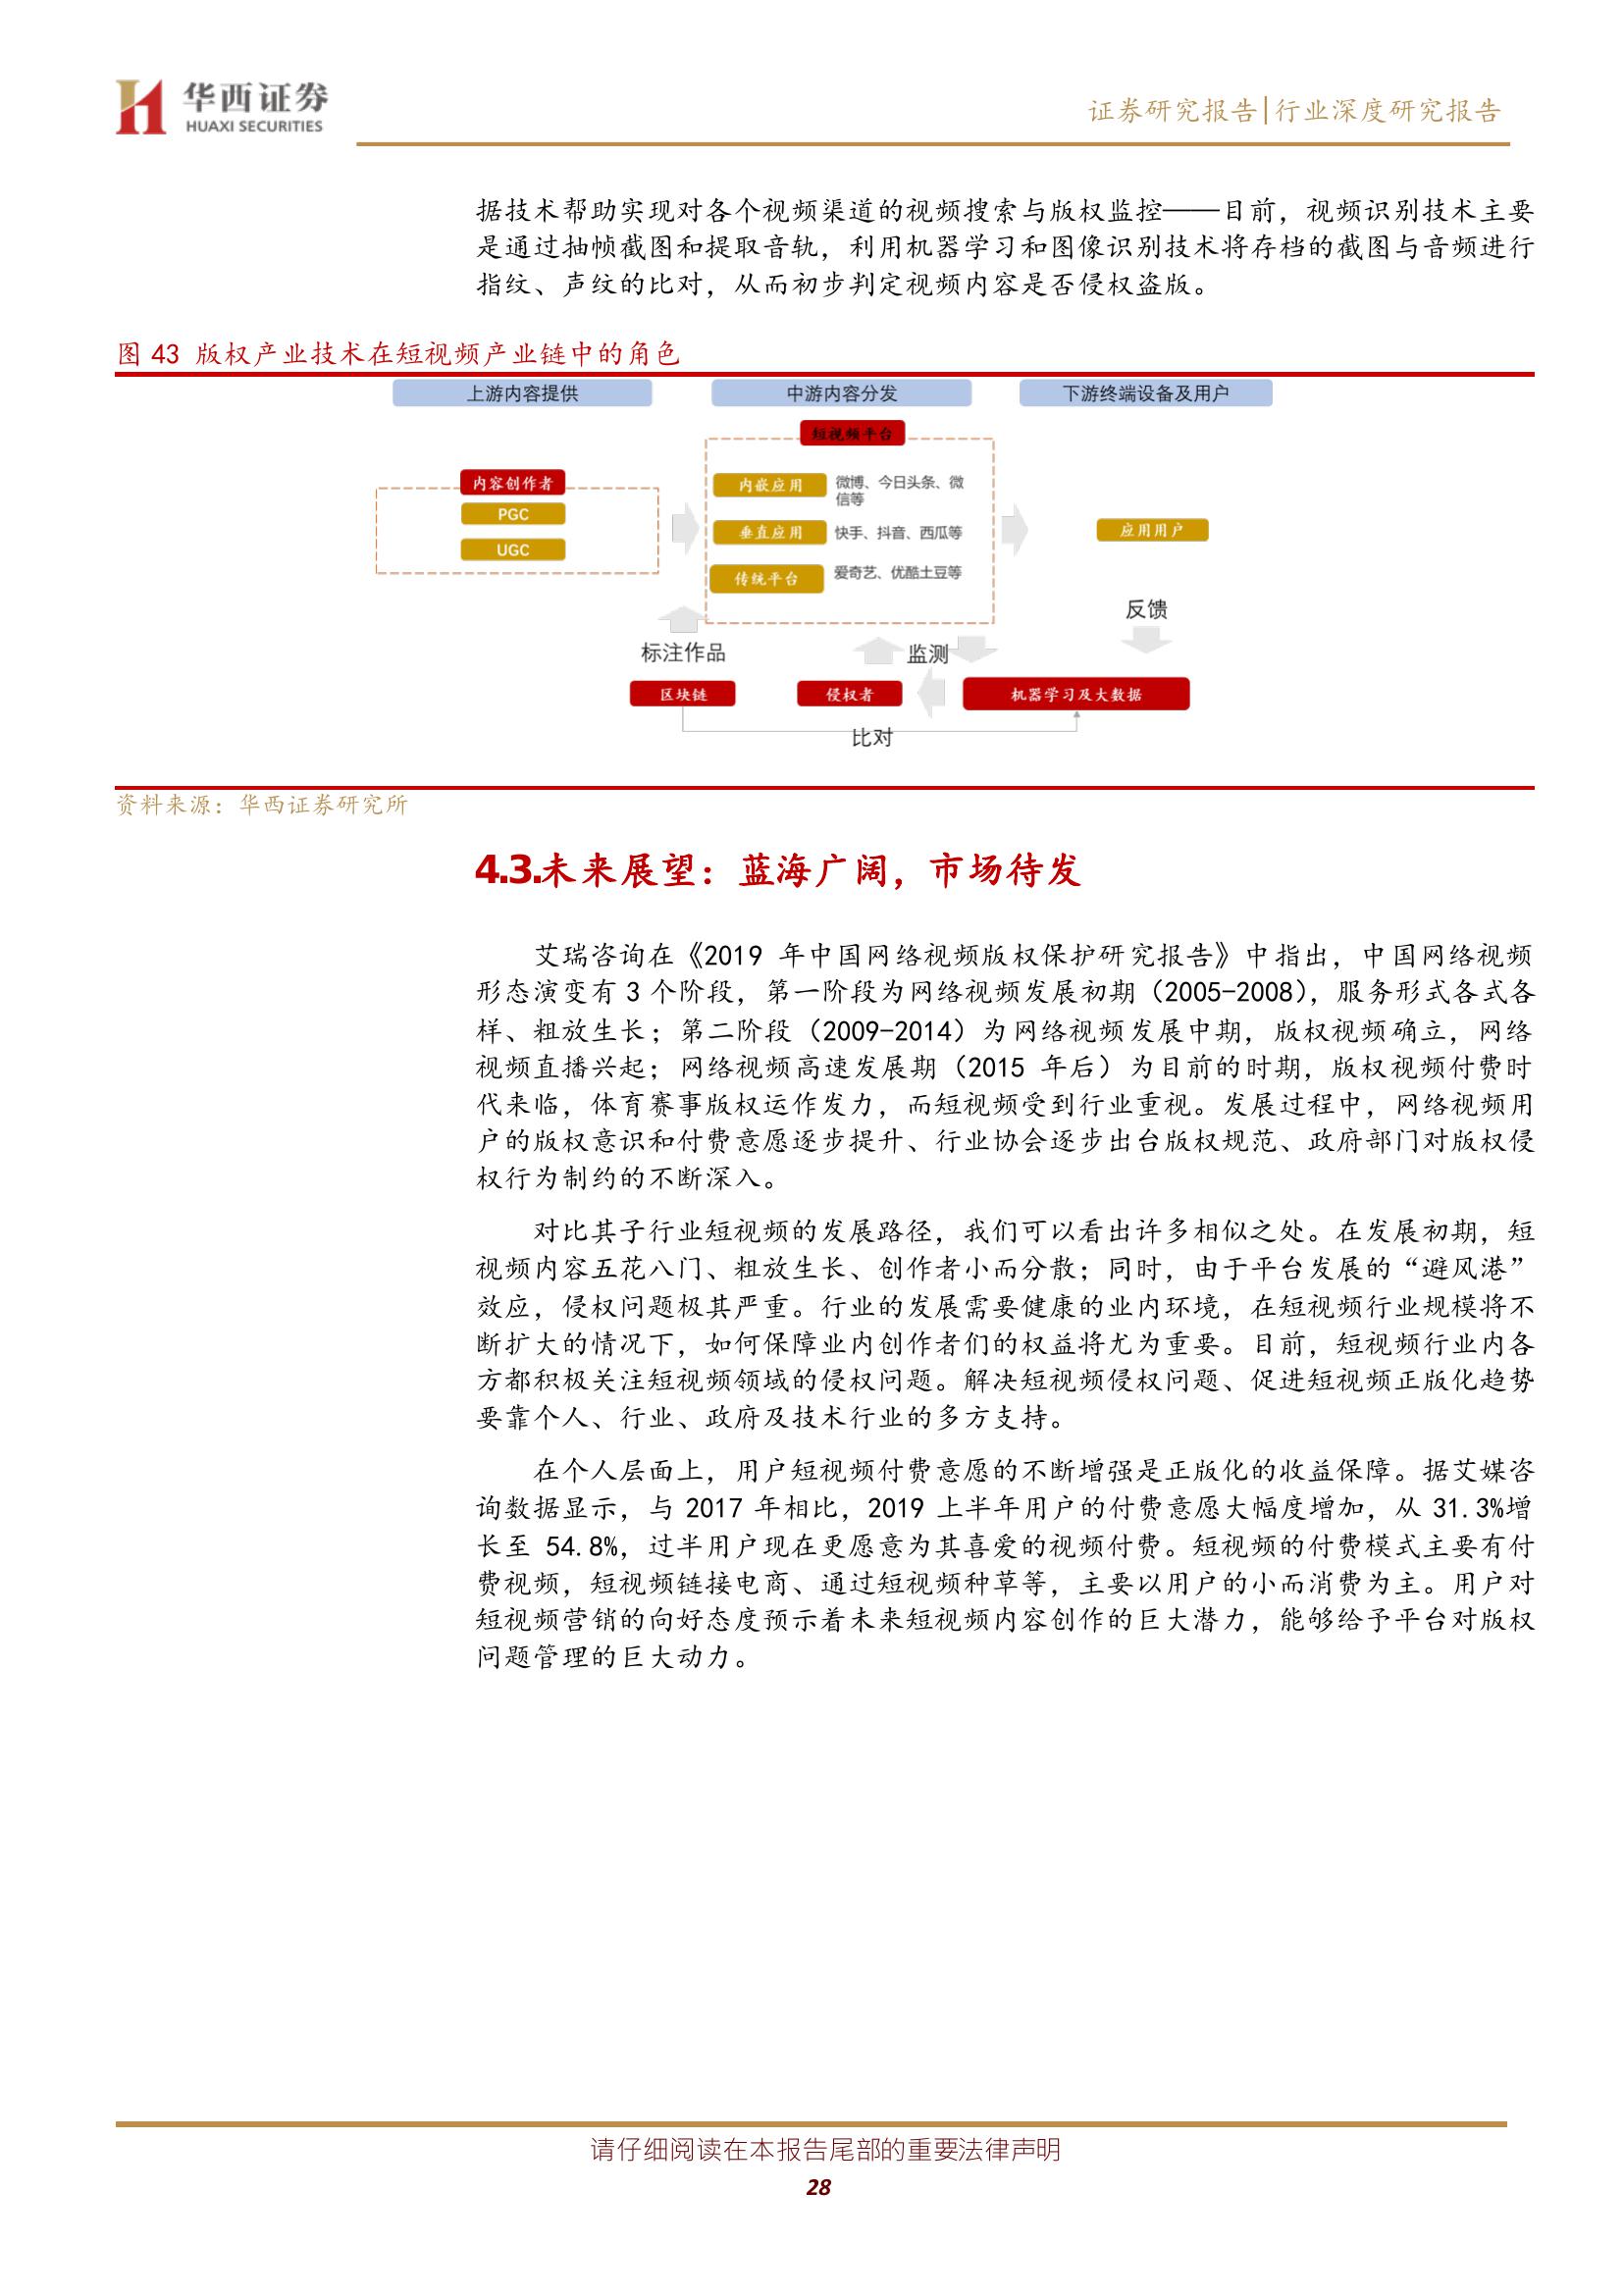 华西证券
HUAXI SECURITIES
证券研究报告|行业深度研究报告
据技术帮助实现对各个视频渠道的视频搜索与版权监控——目前，视频识别技术主要
是通过抽帧截图和提取音轨，利用机器学习和图像识别技术将存档的截图与音频进行
指纹、声纹的比对，从而初步判定视频内容是否侵权盗版。
图 43 版权产业技术在短视频产业链中的角色
上游内容提供
中游内容分发
下游终端设备及用户
短视频平台
内容创作者
PGC
UGC
内嵌应用
微博、今日头条、微
信等
垂直应用
快手、抖音、西瓜等
传统平台
爱奇艺、优酷土豆等
应用用户
反馈
标注作品
监测
区块链
侵权者
机器学习及大数据
比对
资料来源：华西证券研究所
4.3.未来展望：蓝海广阔，市场待发
艾瑞咨询在《2019 年中国网络视频版权保护研究报告》中指出，中国网络视频
形态演变有 3 个阶段，第一阶段为网络视频发展初期（2005-2008），服务形式各式各
样、粗放生长；第二阶段（2009-2014）为网络视频发展中期，版权视频确立，网络
视频直播兴起；网络视频高速发展期（2015 年后）为目前的时期，版权视频付费时
代来临，体育赛事版权运作发力，而短视频受到行业重视。发展过程中，网络视频用
户的版权意识和付费意愿逐步提升、行业协会逐步出台版权规范、政府部门对版权侵
权行为制约的不断深入。
对比其子行业短视频的发展路径，我们可以看出许多相似之处。在发展初期，短
视频内容五花八门、粗放生长、创作者小而分散；同时，由于平台发展的“避风港”
效应，侵权问题极其严重。行业的发展需要健康的业内环境，在短视频行业规模将不
断扩大的情况下，如何保障业内创作者们的权益将尤为重要。目前，短视频行业内各
方都积极关注短视频领域的侵权问题。解决短视频侵权问题、促进短视频正版化趋势
要靠个人、行业、政府及技术行业的多方支持。
在个人层面上，用户短视频付费意愿的不断增强是正版化的收益保障。据艾媒咨
询数据显示，与 2017 年相比，2019 上半年用户的付费意愿大幅度增加，从 31.3%增
长至 54.8%，过半用户现在更愿意为其喜爱的视频付费。短视频的付费模式主要有付
费视频，短视频链接电商、通过短视频种草等，主要以用户的小而消费为主。用户对
短视频营销的向好态度预示着未来短视频内容创作的巨大潜力，能够给予平台对版权
问题管理的巨大动力。
请仔细阅读在本报告尾部的重要法律声明
28